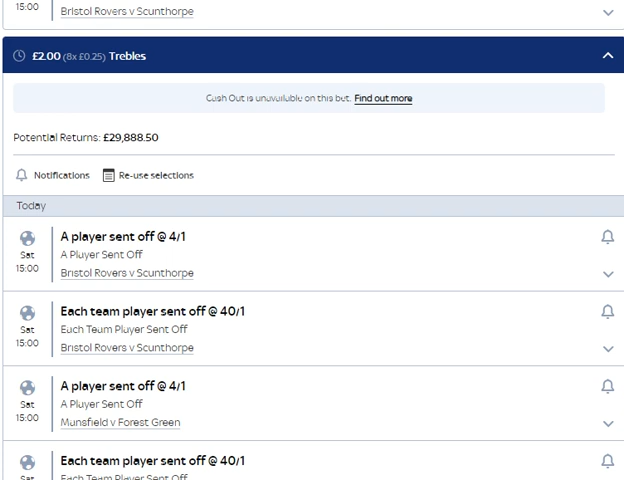 15:00
Bristol Rovers v Scunthorpe
£2.00 (8x £0.25) Trebles
Cash Out is unavailable on this bet. Find out more
Potential Returns: £29,888.50
Notifications Re-use selections
Today
A player sent off @ 4/1
Sat A Player Sent Off
15:00 Bristol Rovers v Scunthorpe
Each team player sent off @ 40/1
Sat Each Team Player Sent Off
15:00 Bristol Rovers v Scunthorpe
A player sent off @ 4/1
Sat A Player Sent Off
15:00 Mansfield v Forest Green
Each team player sent off @ 40/1
Sat Each Team Player Sent Off